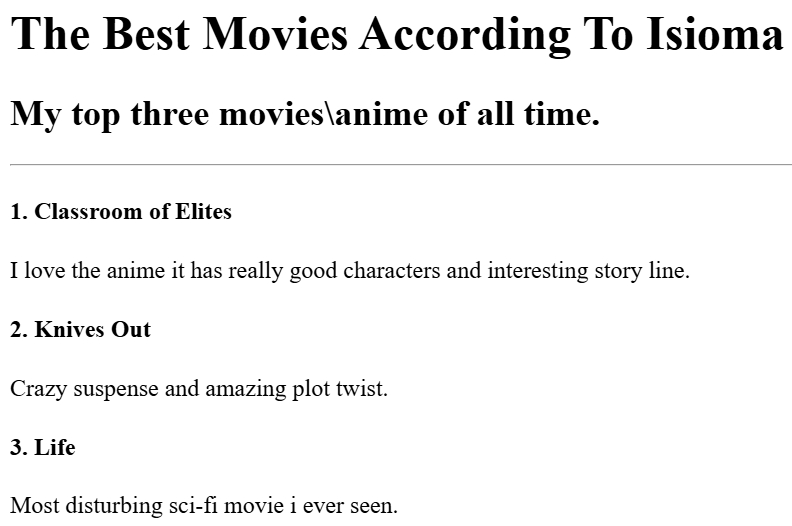 The Best Movies According To Isioma
My top three movies\anime of all time.
1. Classroom of Elites
I love the anime it has really good characters and interesting story line.
2. Knives Out
Crazy suspense and amazing plot twist.
3. Life
Most disturbing sci-fi movie i ever seen.